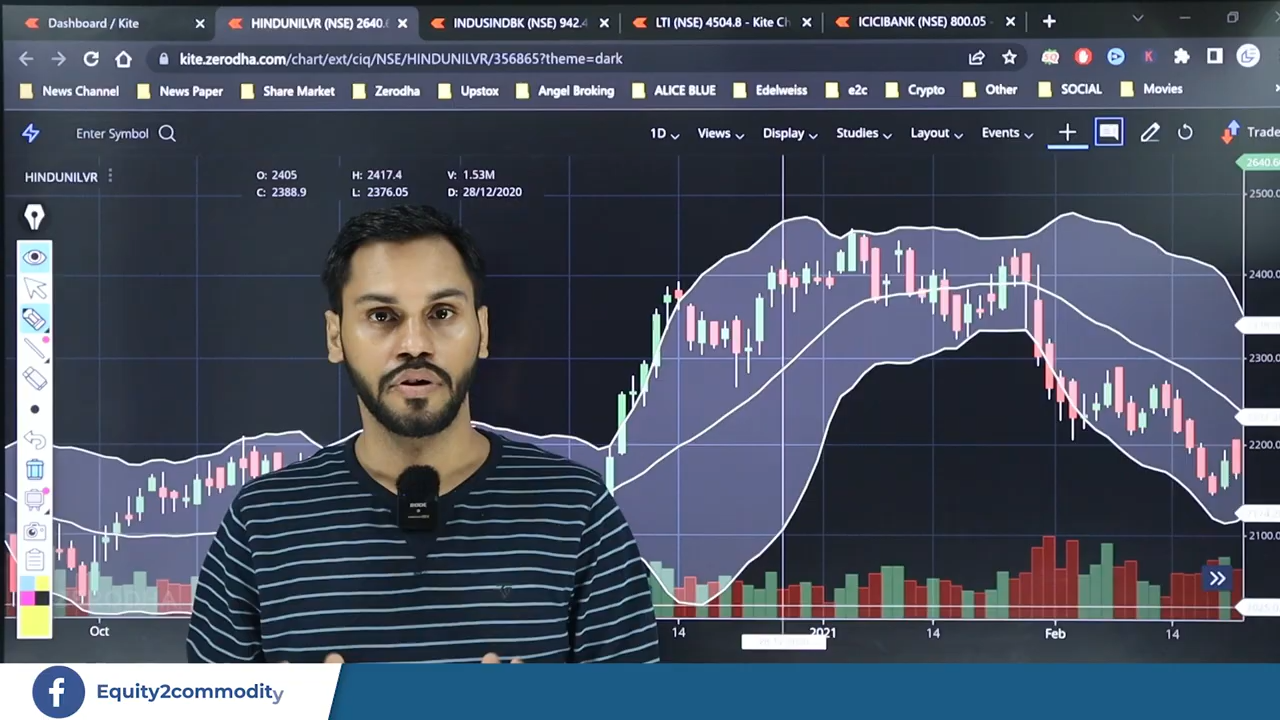 Dashboard / Kite
HINDUNILVR (NSE) 2640.
INDUSINDBK (NSE) 942.
LTI (NSE) 4504.8 - Kite Ch
ICICIBANK (NSE) 800.05 -
kite.zerodha.com/chart/ext/ciq/NSE/HINDUNILVR/356865?theme=dark
News Channel News Paper Share Market Zerodha Upstox Angel Broking ALICE BLUE Edelweiss e2c Crypto Other SOCIAL Movies
Enter Symbol
1D Views Display Studies Layout Events Trade
HINDUNILVR
O: 2405 H: 2417.4 V: 1.53M
C: 2388.9 L: 2376.05 D: 28/12/2020
2640.6
2500.
2400.
2300.0
2200.0
2100.0
Oct 14 2021 14 Feb 14
RODE
Equity2commodity